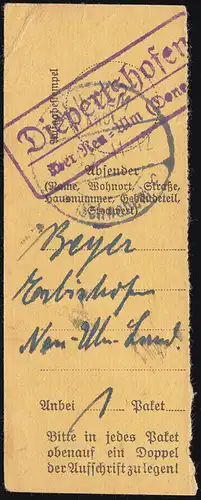 Diepertshofen
über Neu-Ulm (Donau
Aufgabestempel
Absender
(Name, Wohnort, Straße,
Hausnummer, Gebäudeteil,
Stockwerk)
Beyer
Neu-Ulm Land.
Anbei 1 Paket
Bitte in jedes Paket
obenauf ein Doppel
der Aufschrift zu legen!